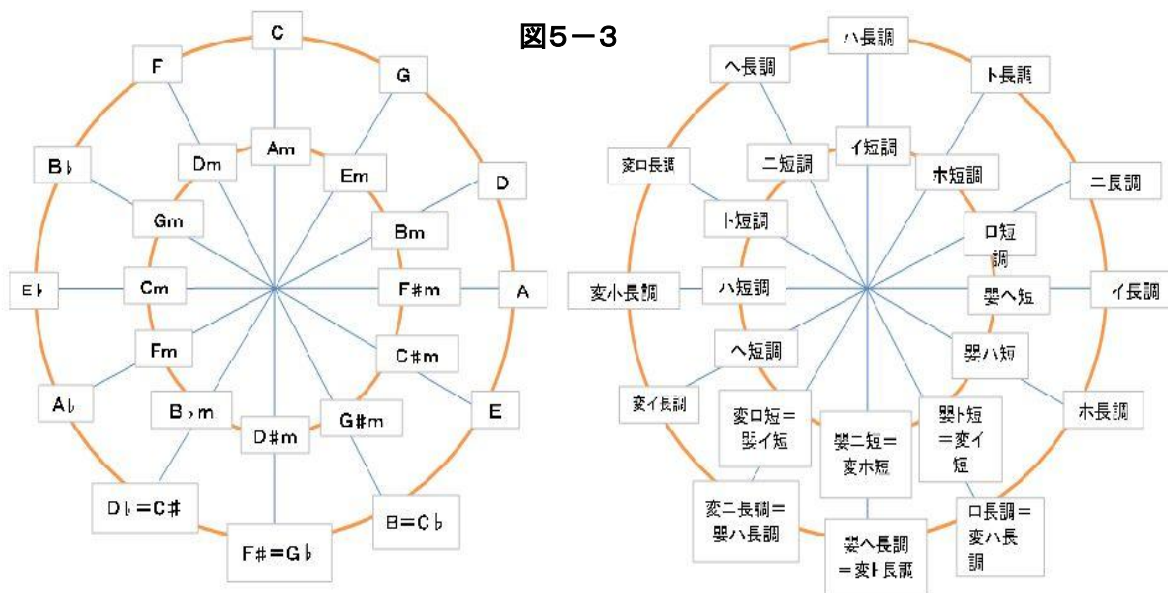 図5－3
C
F
G
B♭
Dm
Am
Em
D
Gm
Bm
E♭
Cm
F♯m
A
Fm
C♯m
A♭
B♭m
D♯m
G♯m
E
D♭=C♯
F♯=G♭
B=C♭
ハ長調
ヘ長調
ト長調
変ロ長調
ニ短調
イ短調
ホ短調
ニ長調
ト短調
ロ短
調
変小長調
ハ短調
嬰ヘ短
イ長調
ヘ短調
嬰ハ短
変イ長調
変ロ短＝
嬰イ短
嬰ニ短＝
変ホ短
嬰ト短
＝変イ
短
ホ長調
変ニ長調＝
嬰ハ長調
嬰ヘ長調
＝変ト長調
ロ長調＝
変ハ長
調